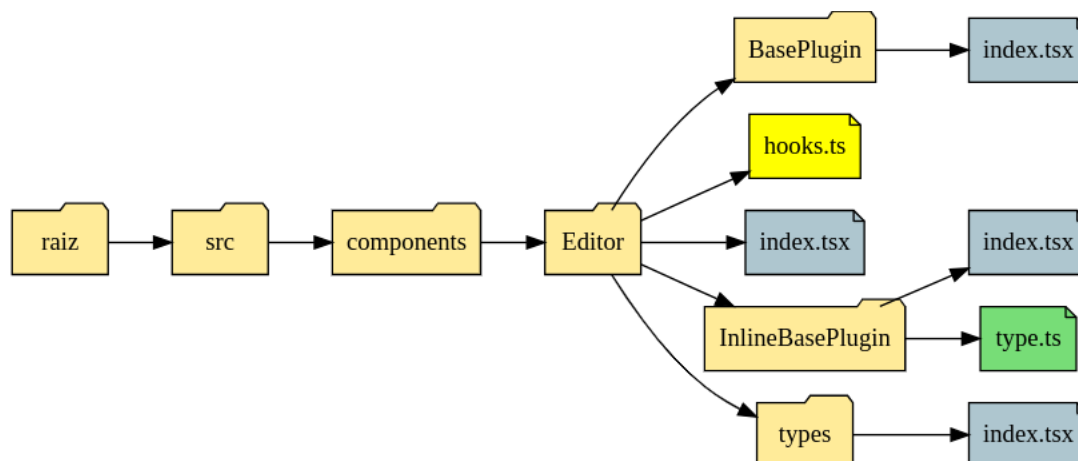 BasePlugin
index.tsx
hooks.ts
raiz
src
components
Editor
index.tsx
index.tsx
InlineBasePlugin
type.ts
types
index.tsx